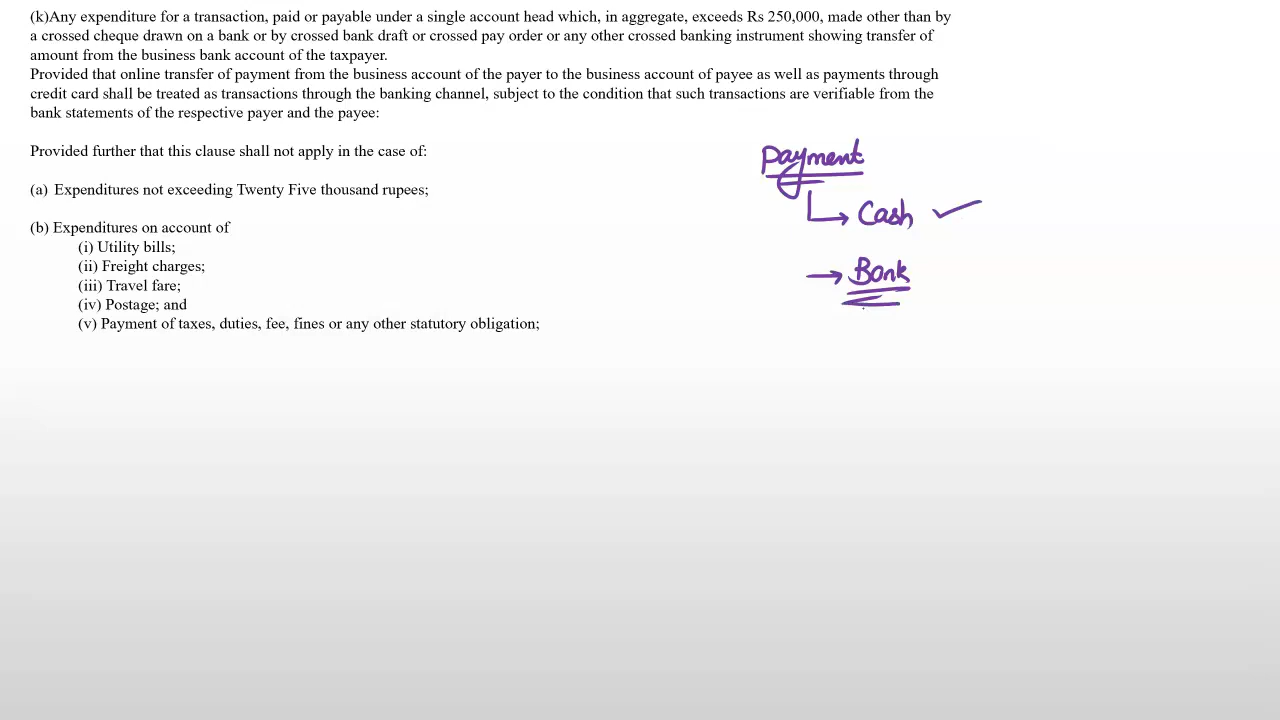 (k)Any expenditure for a transaction, paid or payable under a single account head which, in aggregate, exceeds Rs 250,000, made other than by
a crossed cheque drawn on a bank or by crossed bank draft or crossed pay order or any other crossed banking instrument showing transfer of
amount from the business bank account of the taxpayer.
Provided that online transfer of payment from the business account of the payer to the business account of payee as well as payments through
credit card shall be treated as transactions through the banking channel, subject to the condition that such transactions are verifiable from the
bank statements of the respective payer and the payee:
Provided further that this clause shall not apply in the case of:
(a) Expenditures not exceeding Twenty Five thousand rupees;
(b) Expenditures on account of
(i) Utility bills;
(ii) Freight charges;
(iii) Travel fare;
(iv) Postage; and
(v) Payment of taxes, duties, fee, fines or any other statutory obligation;
Payment
Cash
Bank